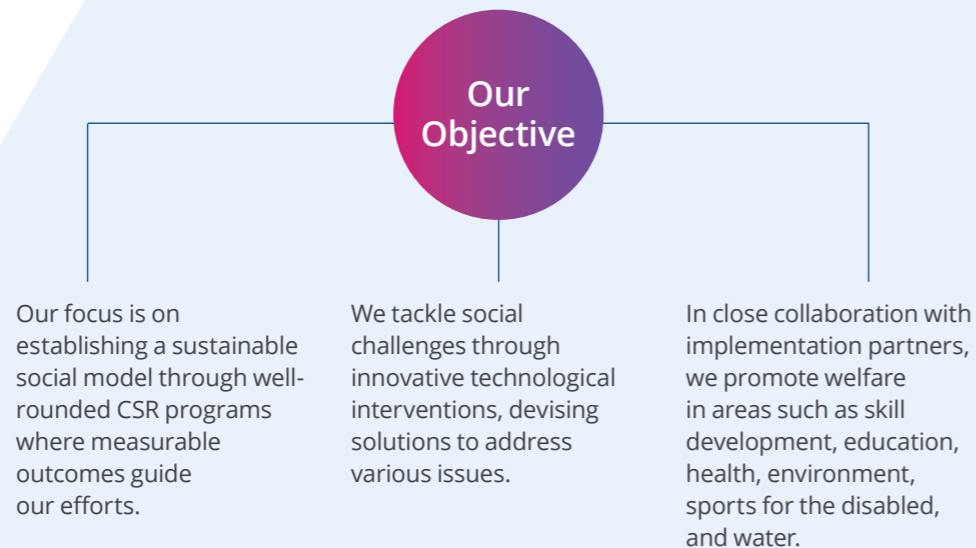 Our
Objective
Our focus is on
establishing a sustainable
social model through well-
rounded CSR programs
where measurable
outcomes guide
our efforts.
We tackle social
challenges through
innovative technological
interventions, devising
solutions to address
various issues.
In close collaboration with
implementation partners,
we promote welfare
in areas such as skill
development, education,
health, environment,
sports for the disabled,
and water.